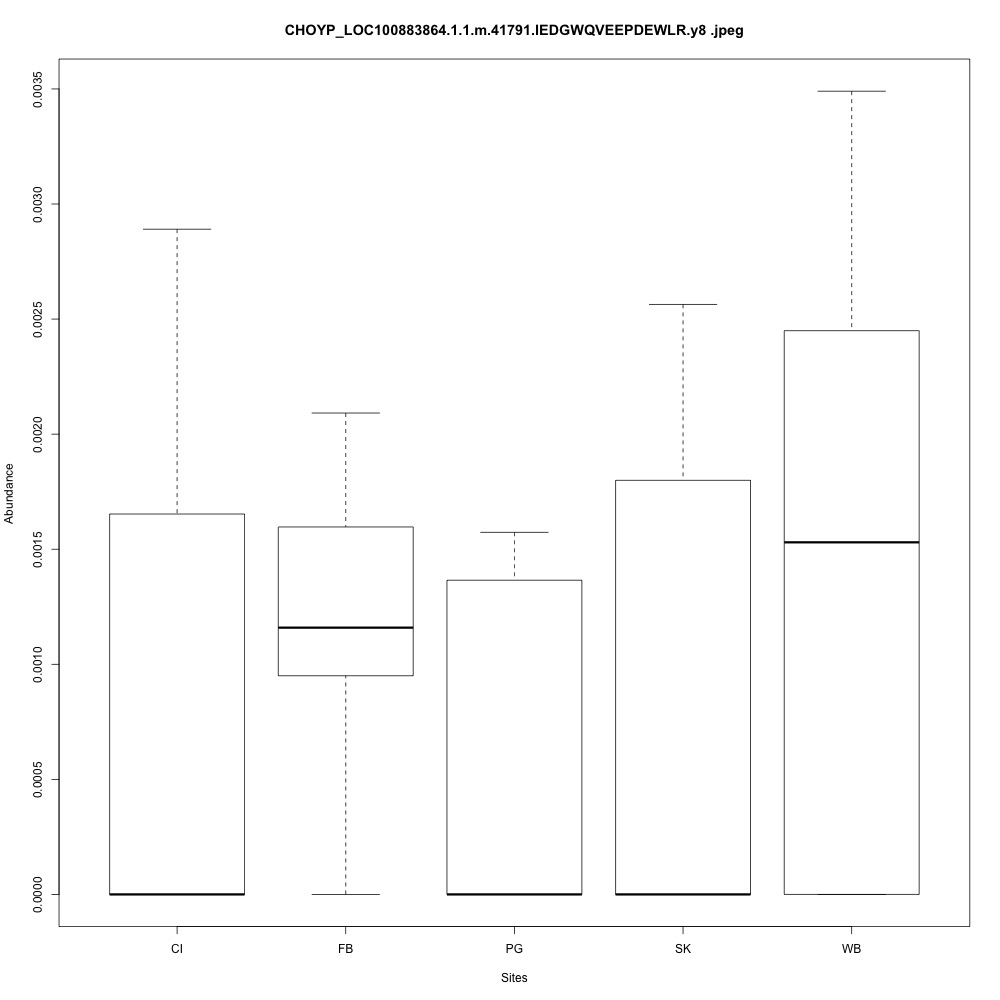 CHOYP_LOC100883864.1.1.m.41791.IEDGWQVEEPDEWLR.y8 .jpeg
0.0035
0.0030
0.0025
0.0020
0.0015
0.0010
0.0005
0.0000
Abundance
CI FB PG SK WB
Sites